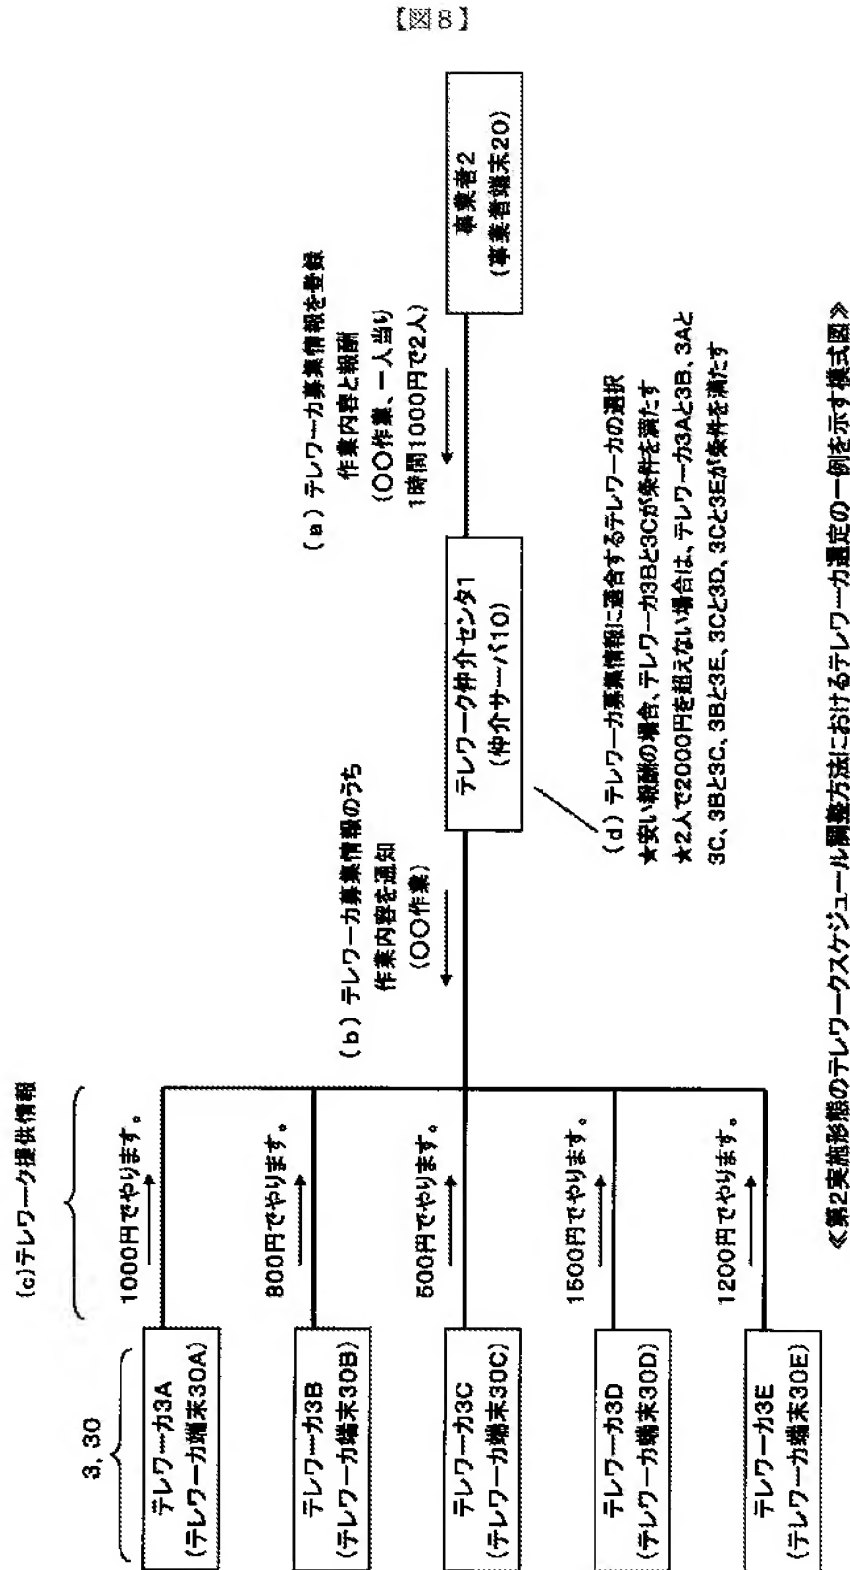 【図8】
(c)テレワーク提供情報
3, 30
テレワーカ3A
(テレワーカ端末30A)
1000円でやります。
テレワーカ3B
(テレワーカ端末30B)
800円でやります。
テレワーカ3C
(テレワーカ端末30C)
500円でやります。
テレワーカ3D
(テレワーカ端末30D)
1500円でやります。
テレワーカ3E
(テレワーカ端末30E)
1200円でやります。
(b) テレワーカ募集情報のうち
作業内容を通知
(〇〇作業)
テレワーク仲介センタ1
(仲介サーバ10)
(a) テレワーカ募集情報を登録
作業内容と報酬
(〇〇作業、一人当り
1時間1000円で2人)
事業者2
(事業者端末20)
(d) テレワーカ募集情報に適合するテレワーカの選択
★安い報酬の場合、テレワーカ3Bと3Cが条件を満たす
★2人で2000円を超えない場合は、テレワーカ3Aと3B、3Aと
3C、3Bと3C、3Bと3E、3Cと3D、3Cと3Eが条件を満たす
≪第2実施形態のテレワークスケジュール調整方法におけるテレワーカ選定の一例を示す模式図≫